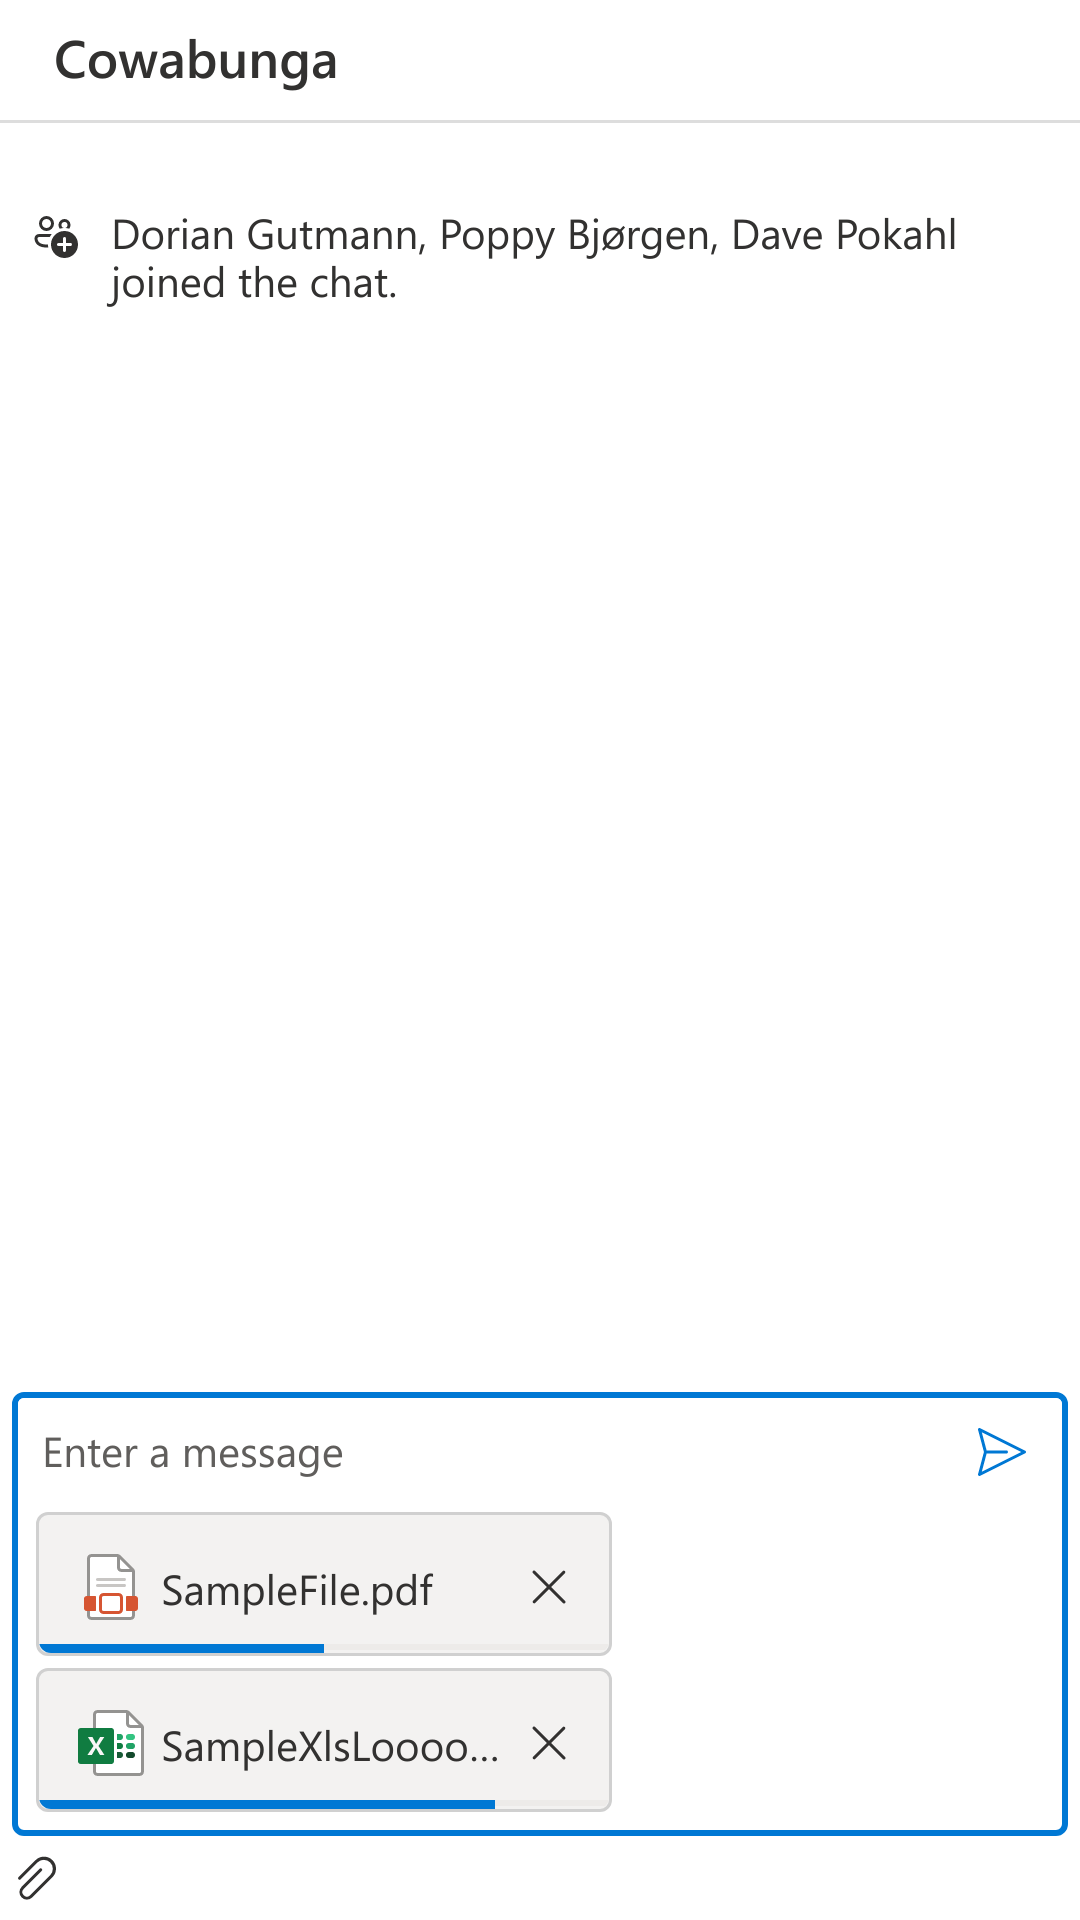 Cowabunga
Dorian Gutmann, Poppy Bjørgen, Dave Pokahl
joined the chat.
Enter a message
SampleFile.pdf
X
SampleXlsLoooo...